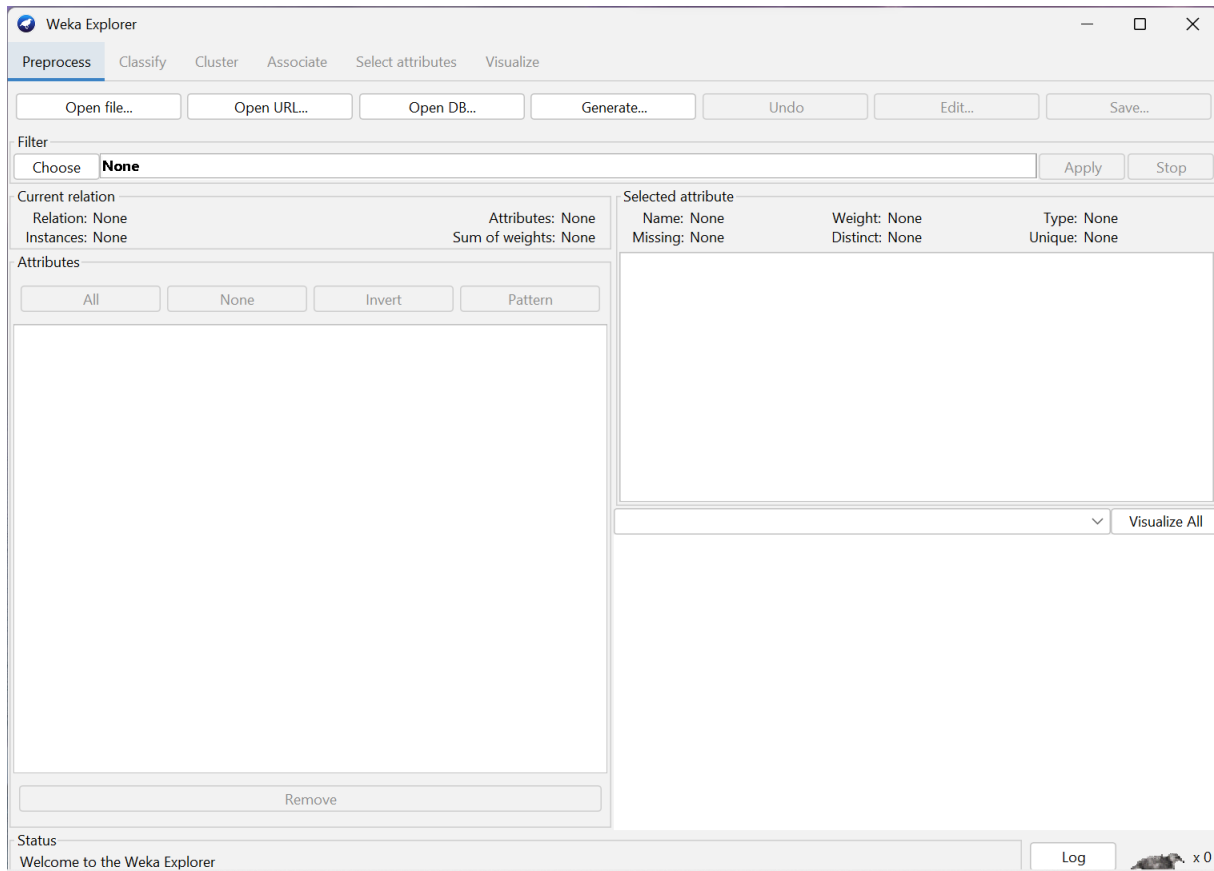 Weka Explorer
Preprocess Classify Cluster Associate Select attributes Visualize
Open file... Open URL... Open DB... Generate... Undo Edit... Save...
Filter
Choose None Apply Stop
Current relation
Relation: None Attributes: None
Instances: None Sum of weights: None
Selected attribute
Name: None Weight: None Type: None
Missing: None Distinct: None Unique: None
Attributes
All None Invert Pattern
Visualize All
Remove
Status
Welcome to the Weka Explorer
Log x 0